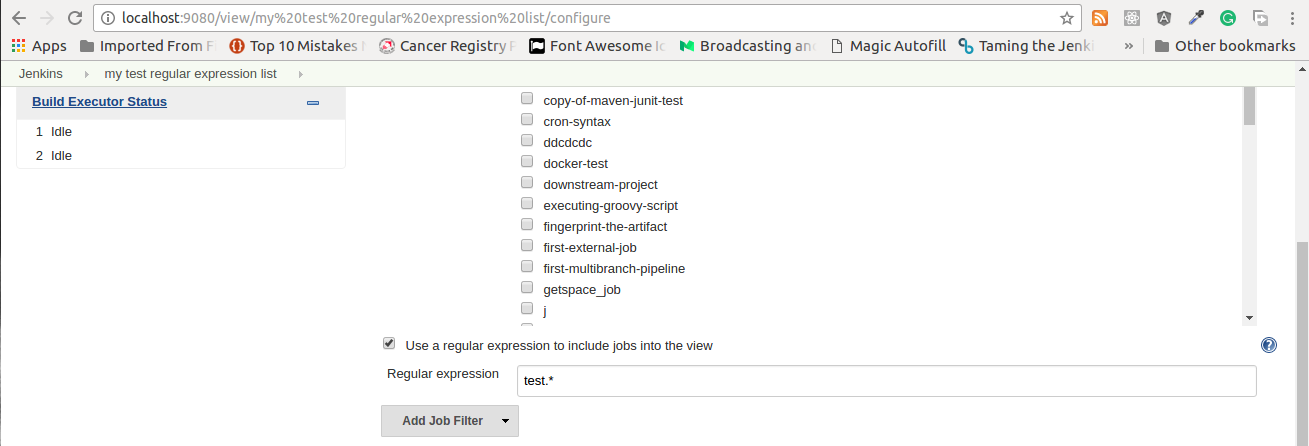 localhost:9080/view/my%20test%20regular%20expression%20list/configure
Apps Imported From F Top 10 Mistakes Cancer Registry F Font Awesome Ic Broadcasting and Magic Autofill Taming the Jenki » Other bookmarks
Jenkins my test regular expression list
Build Executor Status
1 Idle
2 Idle
copy-of-maven-junit-test
cron-syntax
ddcdcdc
docker-test
downstream-project
executing-groovy-script
fingerprint-the-artifact
first-external-job
first-multibranch-pipeline
getspace_job
j
Use a regular expression to include jobs into the view
Regular expression test.*
Add Job Filter